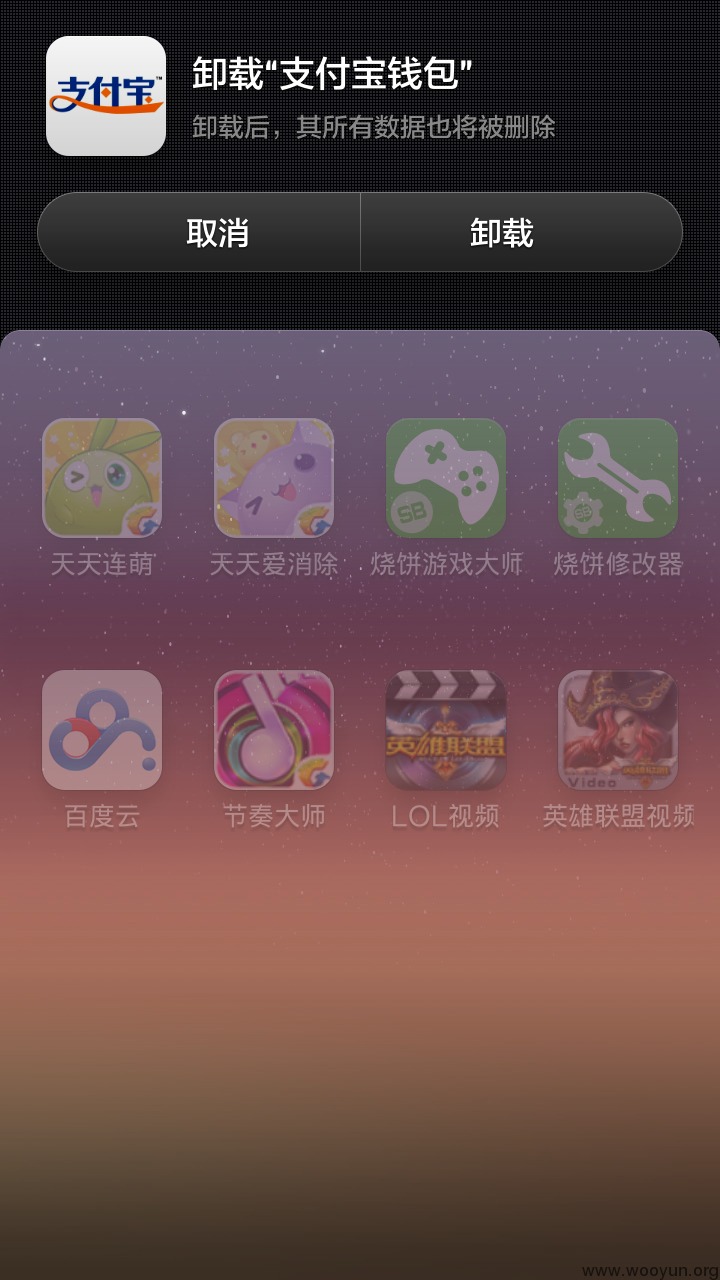 支付宝™
卸载“支付宝钱包”
卸载后，其所有数据也将被删除
取消
卸载
SB
SB
天天连萌
天天爱消除
烧饼游戏大师
烧饼修改器
英雄联盟
Video
百度云
节奏大师
LOL视频
英雄联盟视频
www.wooyun.org